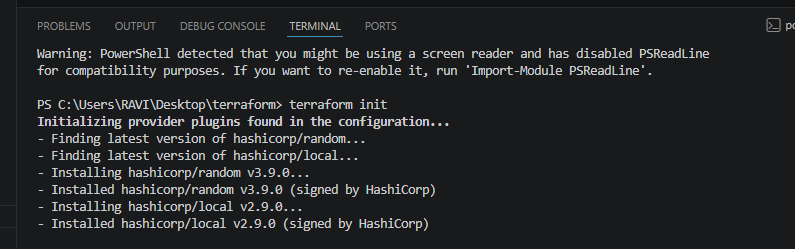 PROBLEMS OUTPUT DEBUG CONSOLE TERMINAL PORTS
Warning: PowerShell detected that you might be using a screen reader and has disabled PSReadLine
for compatibility purposes. If you want to re-enable it, run 'Import-Module PSReadLine'.
PS C:\Users\RAVI\Desktop\terraform> terraform init
Initializing provider plugins found in the configuration...
- Finding latest version of hashicorp/random...
- Finding latest version of hashicorp/local...
- Installing hashicorp/random v3.9.0...
- Installed hashicorp/random v3.9.0 (signed by HashiCorp)
- Installing hashicorp/local v2.9.0...
- Installed hashicorp/local v2.9.0 (signed by HashiCorp)